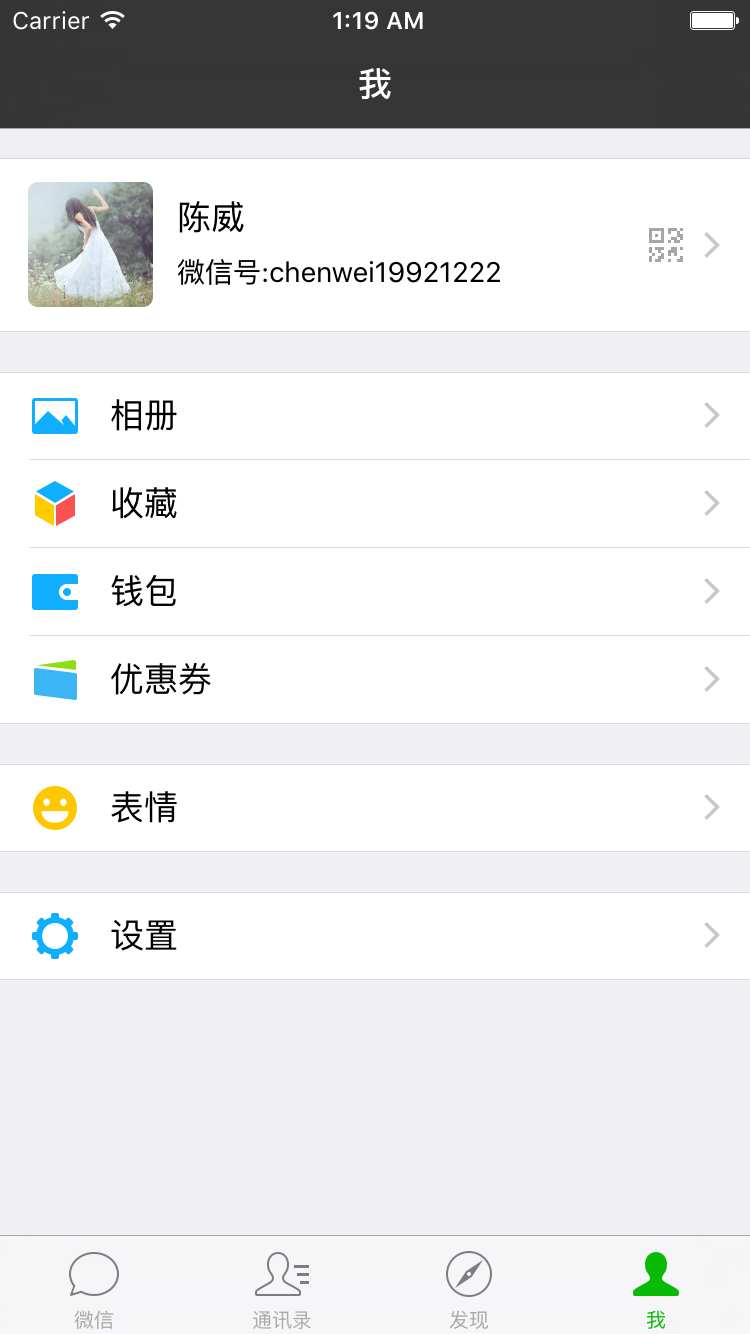 Carrier 1:19 AM
我
陈威
微信号:chenwei19921222
相册
收藏
钱包
优惠券
表情
设置
微信 通讯录 发现 我